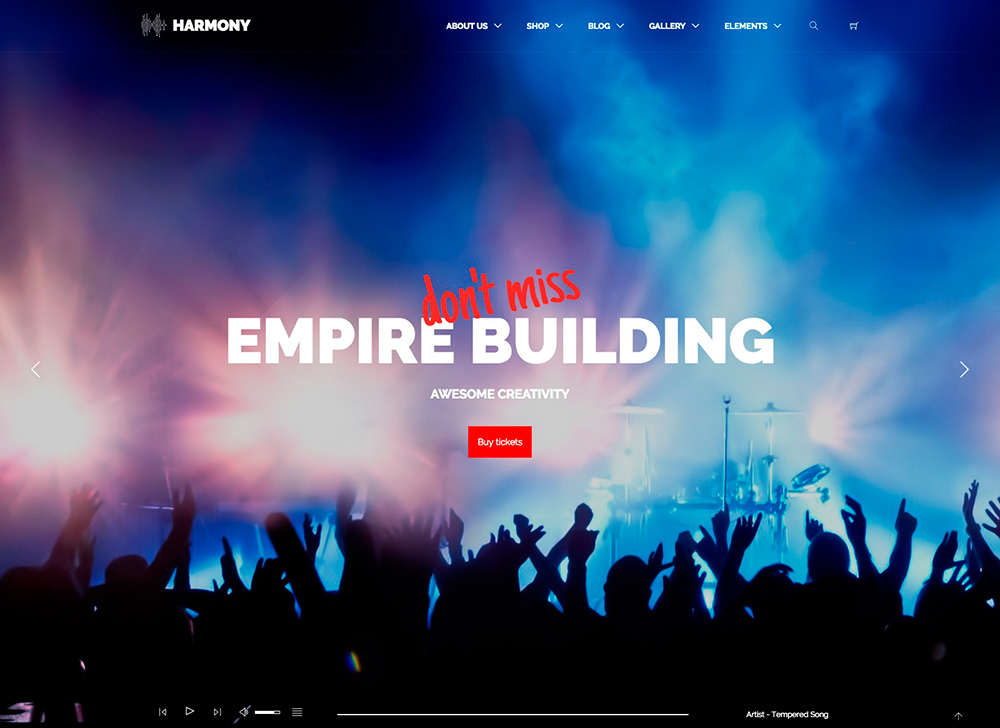 HARMONY
ABOUT US
SHOP
BLOG
GALLERY
ELEMENTS
don't miss
EMPIRE BUILDING
AWESOME CREATIVITY
Buy tickets
Artist - Tempered Song